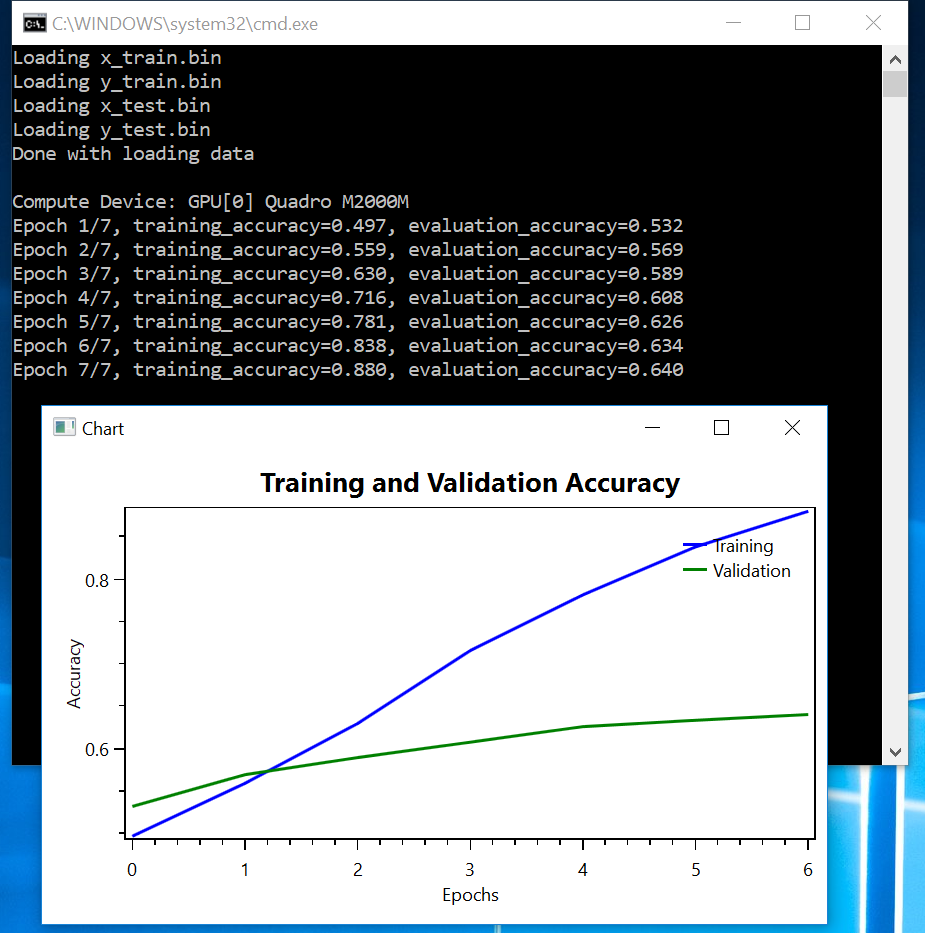 C:\WINDOWS\system32\cmd.exe
Loading x_train.bin
Loading y_train.bin
Loading x_test.bin
Loading y_test.bin
Done with loading data
Compute Device: GPU[0] Quadro M2000M
Epoch 1/7, training_accuracy=0.497, evaluation_accuracy=0.532
Epoch 2/7, training_accuracy=0.559, evaluation_accuracy=0.569
Epoch 3/7, training_accuracy=0.630, evaluation_accuracy=0.589
Epoch 4/7, training_accuracy=0.716, evaluation_accuracy=0.608
Epoch 5/7, training_accuracy=0.781, evaluation_accuracy=0.626
Epoch 6/7, training_accuracy=0.838, evaluation_accuracy=0.634
Epoch 7/7, training_accuracy=0.880, evaluation_accuracy=0.640
Chart
Training and Validation Accuracy
Training
Validation
0.8
Accuracy
0.6
0 1 2 3 4 5 6
Epochs